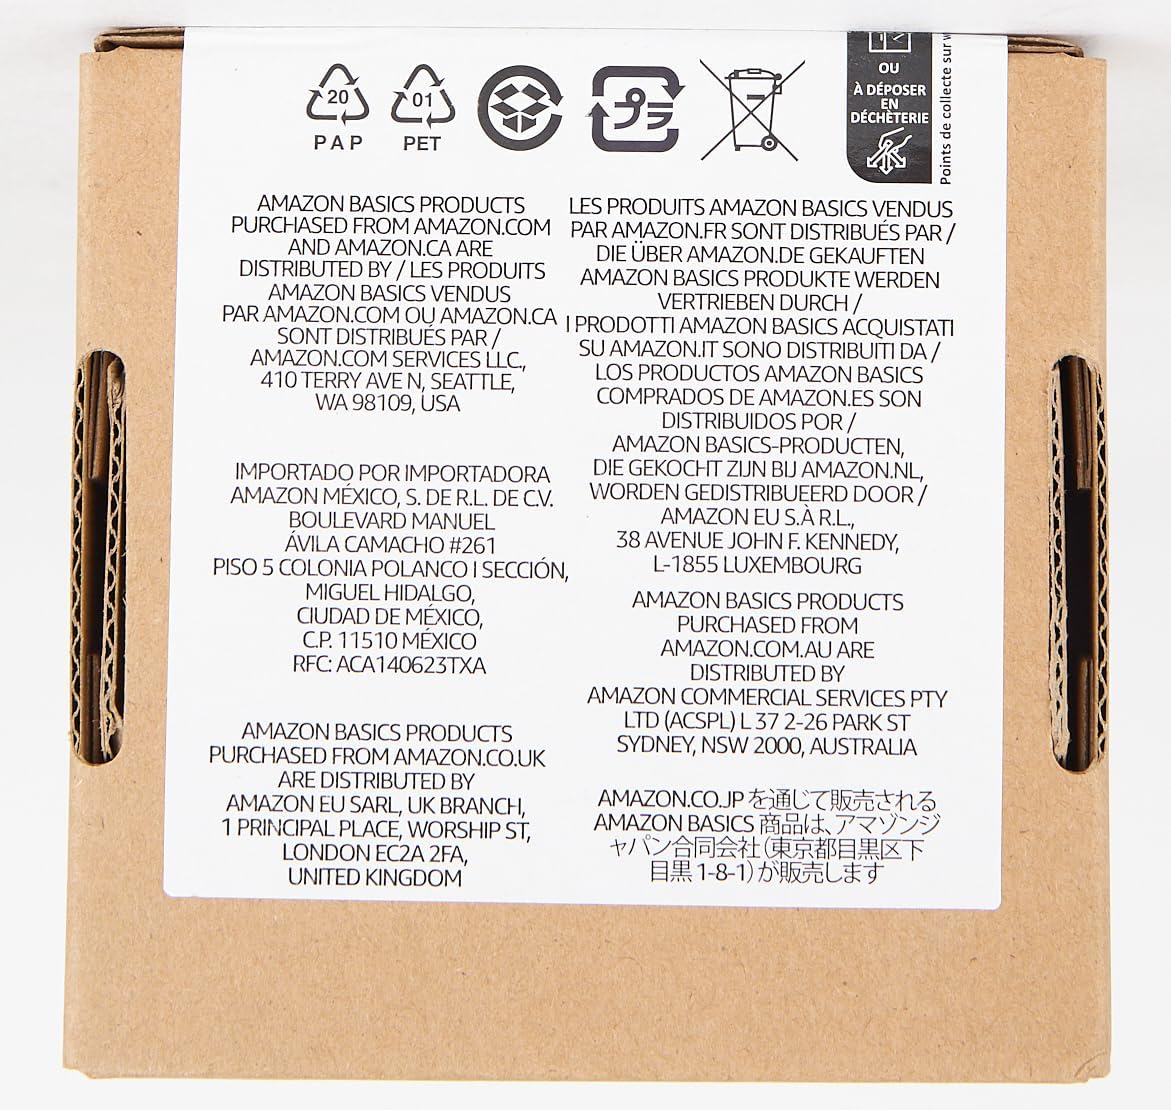 20
PAP
01
PET
プラ
OU
À DÉPOSER
EN
DÉCHÈTERIE
Points de collecte sur
AMAZON BASICS PRODUCTS
PURCHASED FROM AMAZON.COM
AND AMAZON.CA ARE
DISTRIBUTED BY / LES PRODUITS
AMAZON BASICS VENDUS
PAR AMAZON.COM OU AMAZON.CA
SONT DISTRIBUÉS PAR /
AMAZON.COM SERVICES LLC,
410 TERRY AVE N, SEATTLE,
WA 98109, USA
IMPORTADO POR IMPORTADORA
AMAZON MÉXICO, S. DE R.L. DE C.V.
BOULEVARD MANUEL
ÁVILA CAMACHO #261
PISO 5 COLONIA POLANCO I SECCIÓN,
MIGUEL HIDALGO,
CIUDAD DE MÉXICO,
C.P. 11510 MÉXICO
RFC: ACA140623TXA
AMAZON BASICS PRODUCTS
PURCHASED FROM AMAZON.CO.UK
ARE DISTRIBUTED BY
AMAZON EU SARL, UK BRANCH,
1 PRINCIPAL PLACE, WORSHIP ST,
LONDON EC2A 2FA,
UNITED KINGDOM
LES PRODUITS AMAZON BASICS VENDUS
PAR AMAZON.FR SONT DISTRIBUÉS PAR /
DIE ÜBER AMAZON.DE GEKAUFTEN
AMAZON BASICS PRODUKTE WERDEN
VERTRIEBEN DURCH /
I PRODOTTI AMAZON BASICS ACQUISTATI
SU AMAZON.IT SONO DISTRIBUITI DA /
LOS PRODUCTOS AMAZON BASICS
COMPRADOS DE AMAZON.ES SON
DISTRIBUIDOS POR /
AMAZON BASICS-PRODUCTEN,
DIE GEKOCHT ZIJN BIJ AMAZON.NL,
WORDEN GEDISTRIBUEERD DOOR /
AMAZON EU S.À R.L.,
38 AVENUE JOHN F. KENNEDY,
L-1855 LUXEMBOURG
AMAZON BASICS PRODUCTS
PURCHASED FROM
AMAZON.COM.AU ARE
DISTRIBUTED BY
AMAZON COMMERCIAL SERVICES PTY
LTD (ACSPL) L 37 2-26 PARK ST
SYDNEY, NSW 2000, AUSTRALIA
AMAZON.CO.JP を通じて販売される
AMAZON BASICS 商品は、アマゾンジ
ャパン合同会社（東京都目黒区下
目黒 1-8-1）が販売します